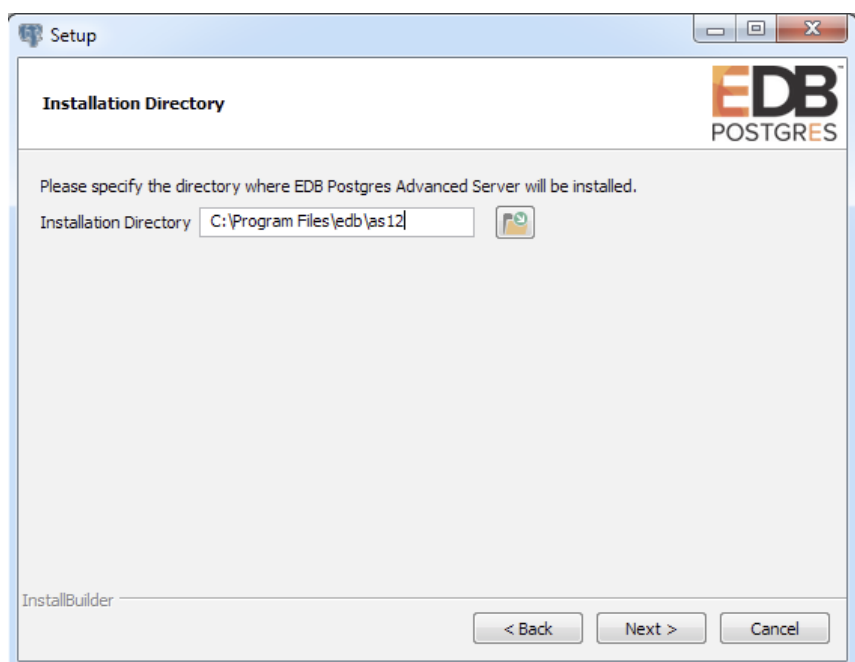 Setup
Installation Directory
EDB
POSTGRES
Please specify the directory where EDB Postgres Advanced Server will be installed.
Installation Directory C:\Program Files\edb\as12
InstallBuilder
< Back Next > Cancel